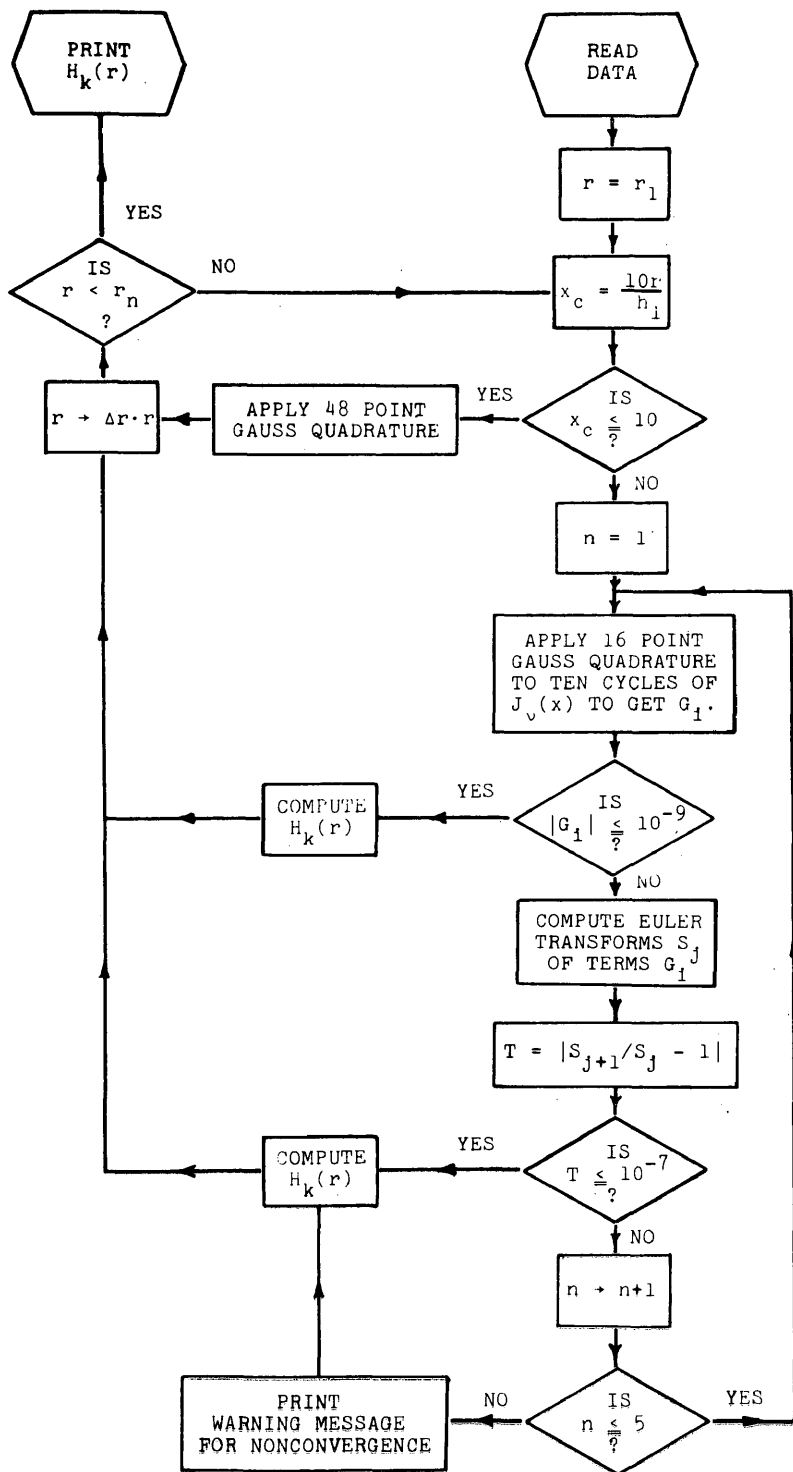 PRINT
H_k(r)
READ
DATA
r = r_1
YES
IS
r < r_n
?
NO
x_c = 10r/h_i
r → Δr·r
APPLY 48 POINT
GAUSS QUADRATURE
YES
IS
x_c ≦ 10
?
NO
n = 1
APPLY 16 POINT
GAUSS QUADRATURE
TO TEN CYCLES OF
J_ν(x) TO GET G_i.
COMPUTE
H_k(r)
YES
IS
|G_i| ≦ 10^-9
?
NO
COMPUTE EULER
TRANSFORMS S_j
OF TERMS G_i
T = |S_j+1/S_j - 1|
COMPUTE
H_k(r)
YES
IS
T ≦ 10^-7
?
NO
n → n+1
PRINT
WARNING MESSAGE
FOR NONCONVERGENCE
NO
IS
n ≦ 5
?
YES